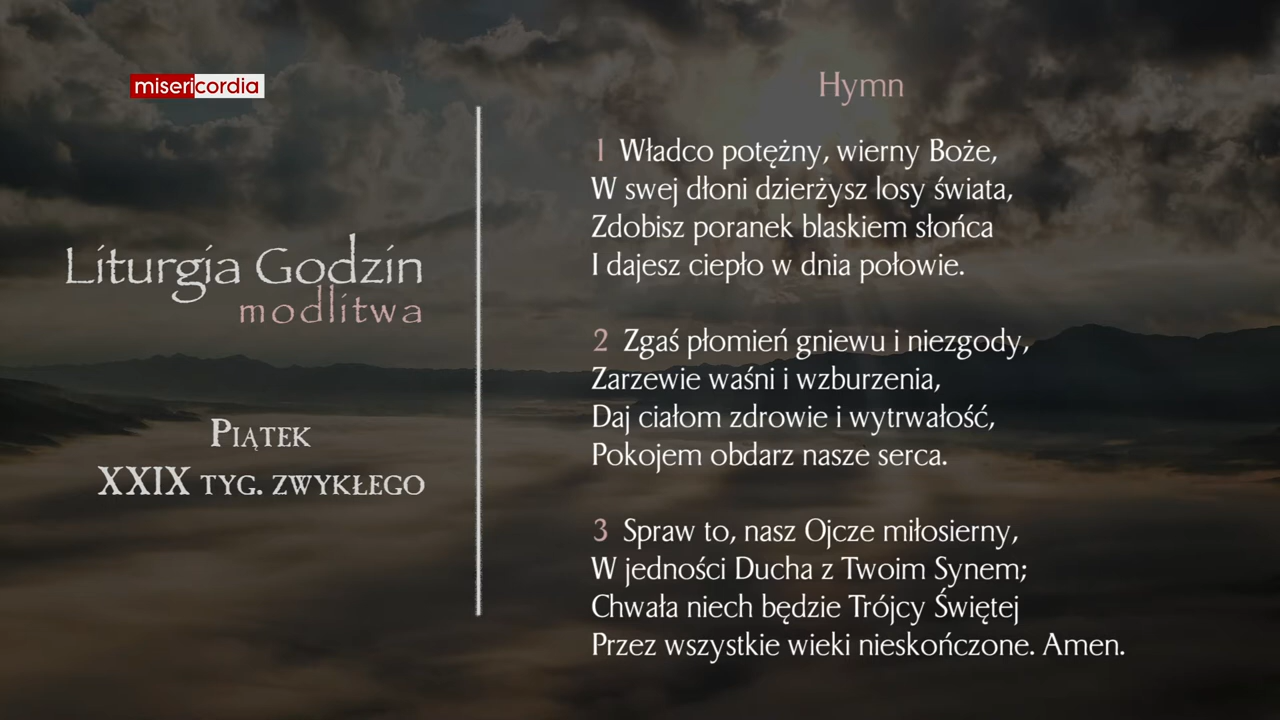 misericordia
Liturgia Godzin
modlitwa
Piątek
XXIX tyg. zwykłego
Hymn
1 Władco potężny, wierny Boże,
W swej dłoni dzierżysz losy świata,
Zdobisz poranek blaskiem słońca
I dajesz ciepło w dnia połowie.
2 Zgaś płomień gniewu i niezgody,
Zarzewie waśni i wzburzenia,
Daj ciałom zdrowie i wytrwałość,
Pokojem obdarz nasze serca.
3 Spraw to, nasz Ojcze miłosierny,
W jedności Ducha z Twoim Synem;
Chwała niech będzie Trójcy Świętej
Przez wszystkie wieki nieskończone. Amen.